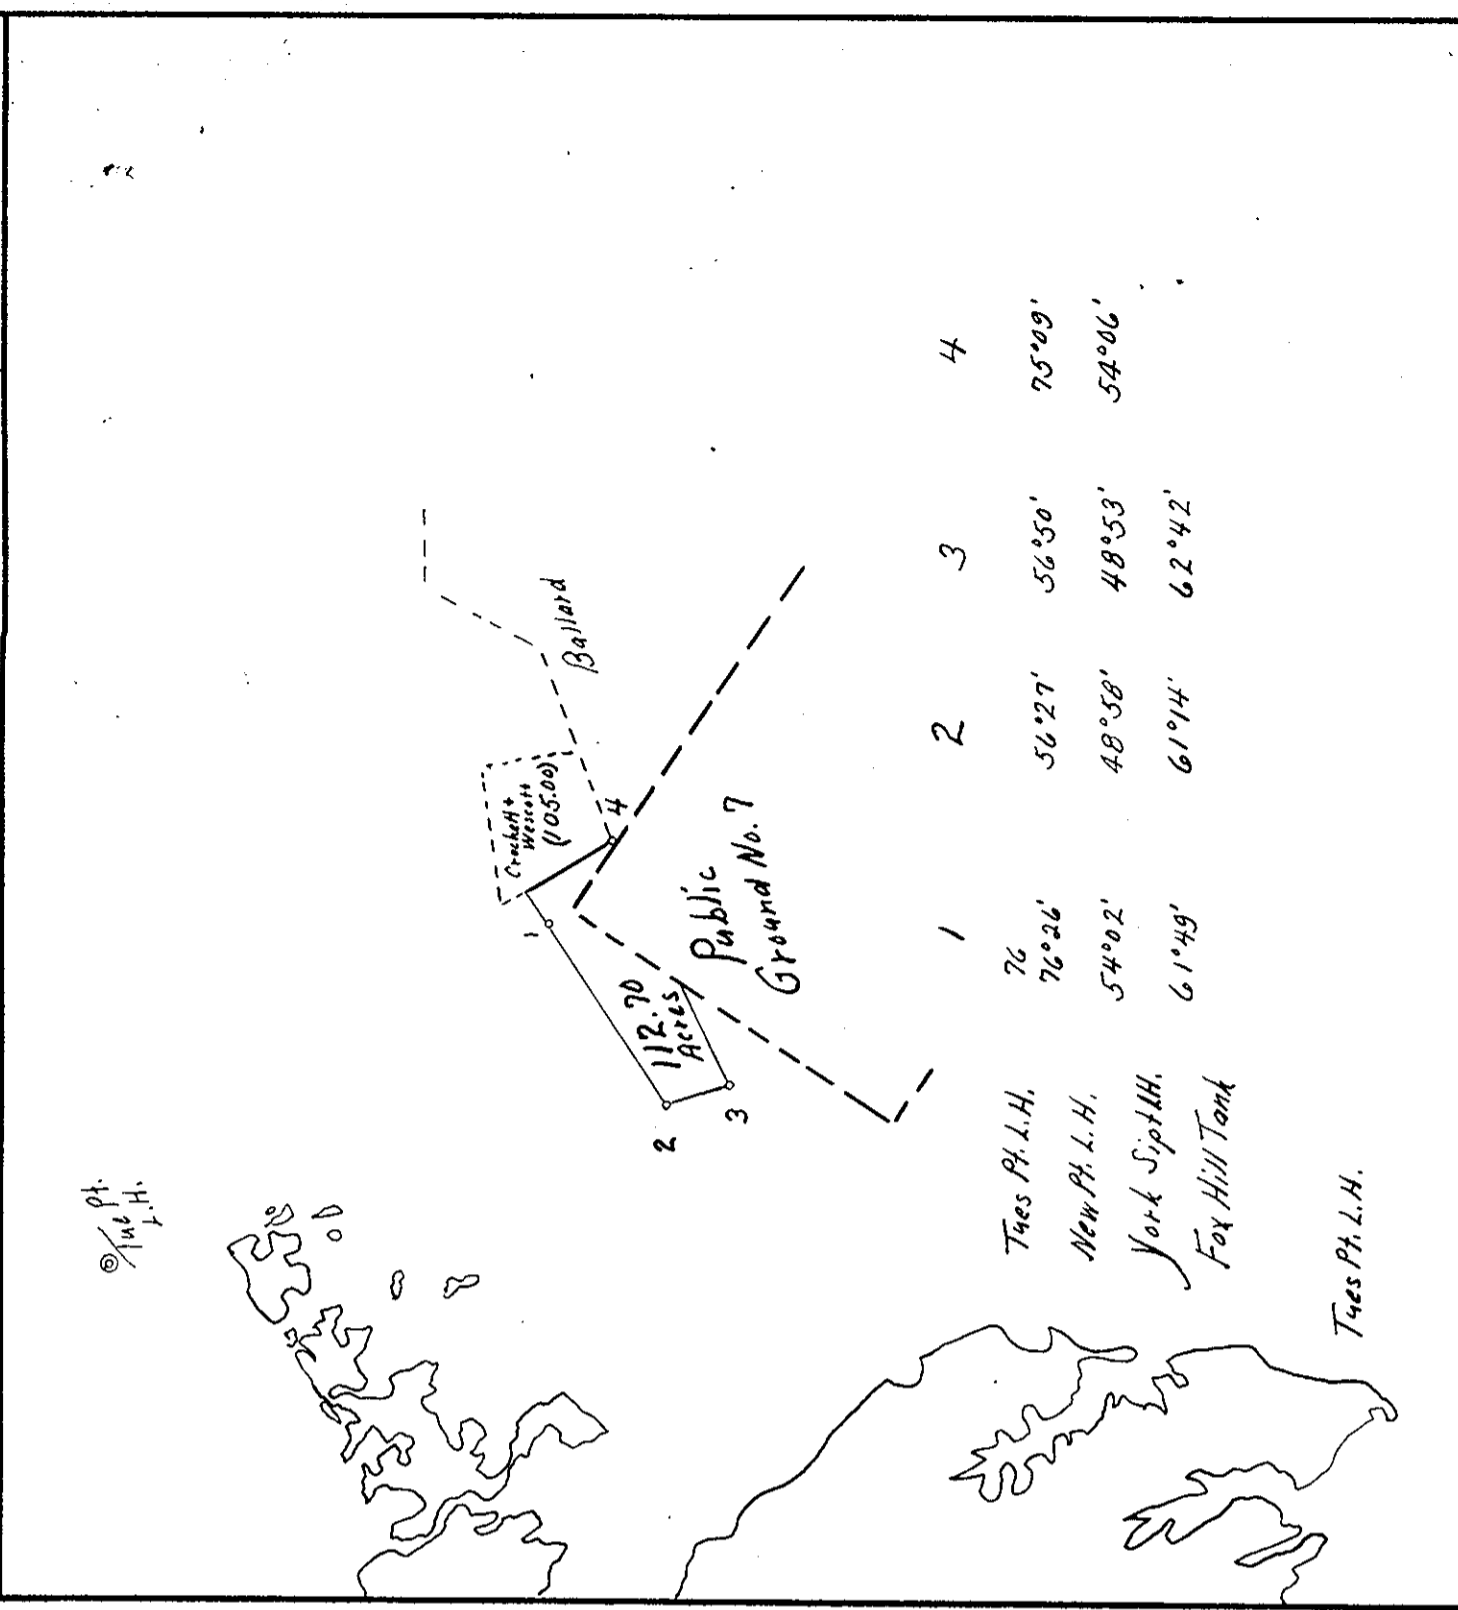 Tues Pt. L.H.
Crockett +
Wescott
(105.00)
Ballard
1
2
3
4
112.70
Acres
Public
Ground No. 7
1 2 3 4
76
Tues Pt. L.H. 76°26' 56°27' 56°50' 75°09'
New Pt. L.H. 54°02' 48°58' 48°53' 54°06'
York Sipt L.H. 61°49' 61°14' 62°42'
Fox Hill Tank
Tues Pt. L.H.